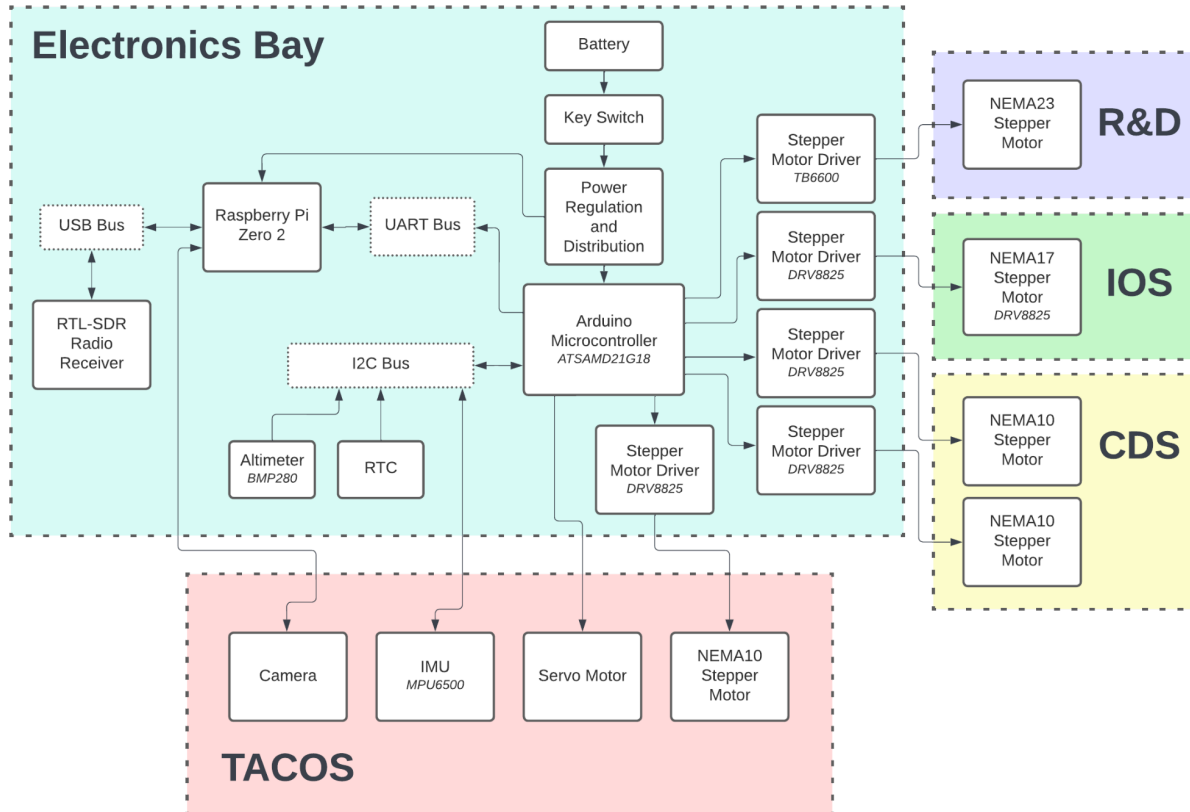 Electronics Bay
Battery
Key Switch
Power
Regulation
and
Distribution
Raspberry Pi
Zero 2
UART Bus
USB Bus
RTL-SDR
Radio
Receiver
I2C Bus
Arduino
Microcontroller
ATSAMD21G18
Altimeter
BMP280
RTC
Stepper
Motor Driver
DRV8825
Stepper
Motor Driver
TB6600
Stepper
Motor Driver
DRV8825
Stepper
Motor Driver
DRV8825
Stepper
Motor Driver
DRV8825
NEMA23
Stepper
Motor
R&D
NEMA17
Stepper
Motor
DRV8825
IOS
NEMA10
Stepper
Motor
CDS
NEMA10
Stepper
Motor
Camera
IMU
MPU6500
Servo Motor
NEMA10
Stepper
Motor
TACOS